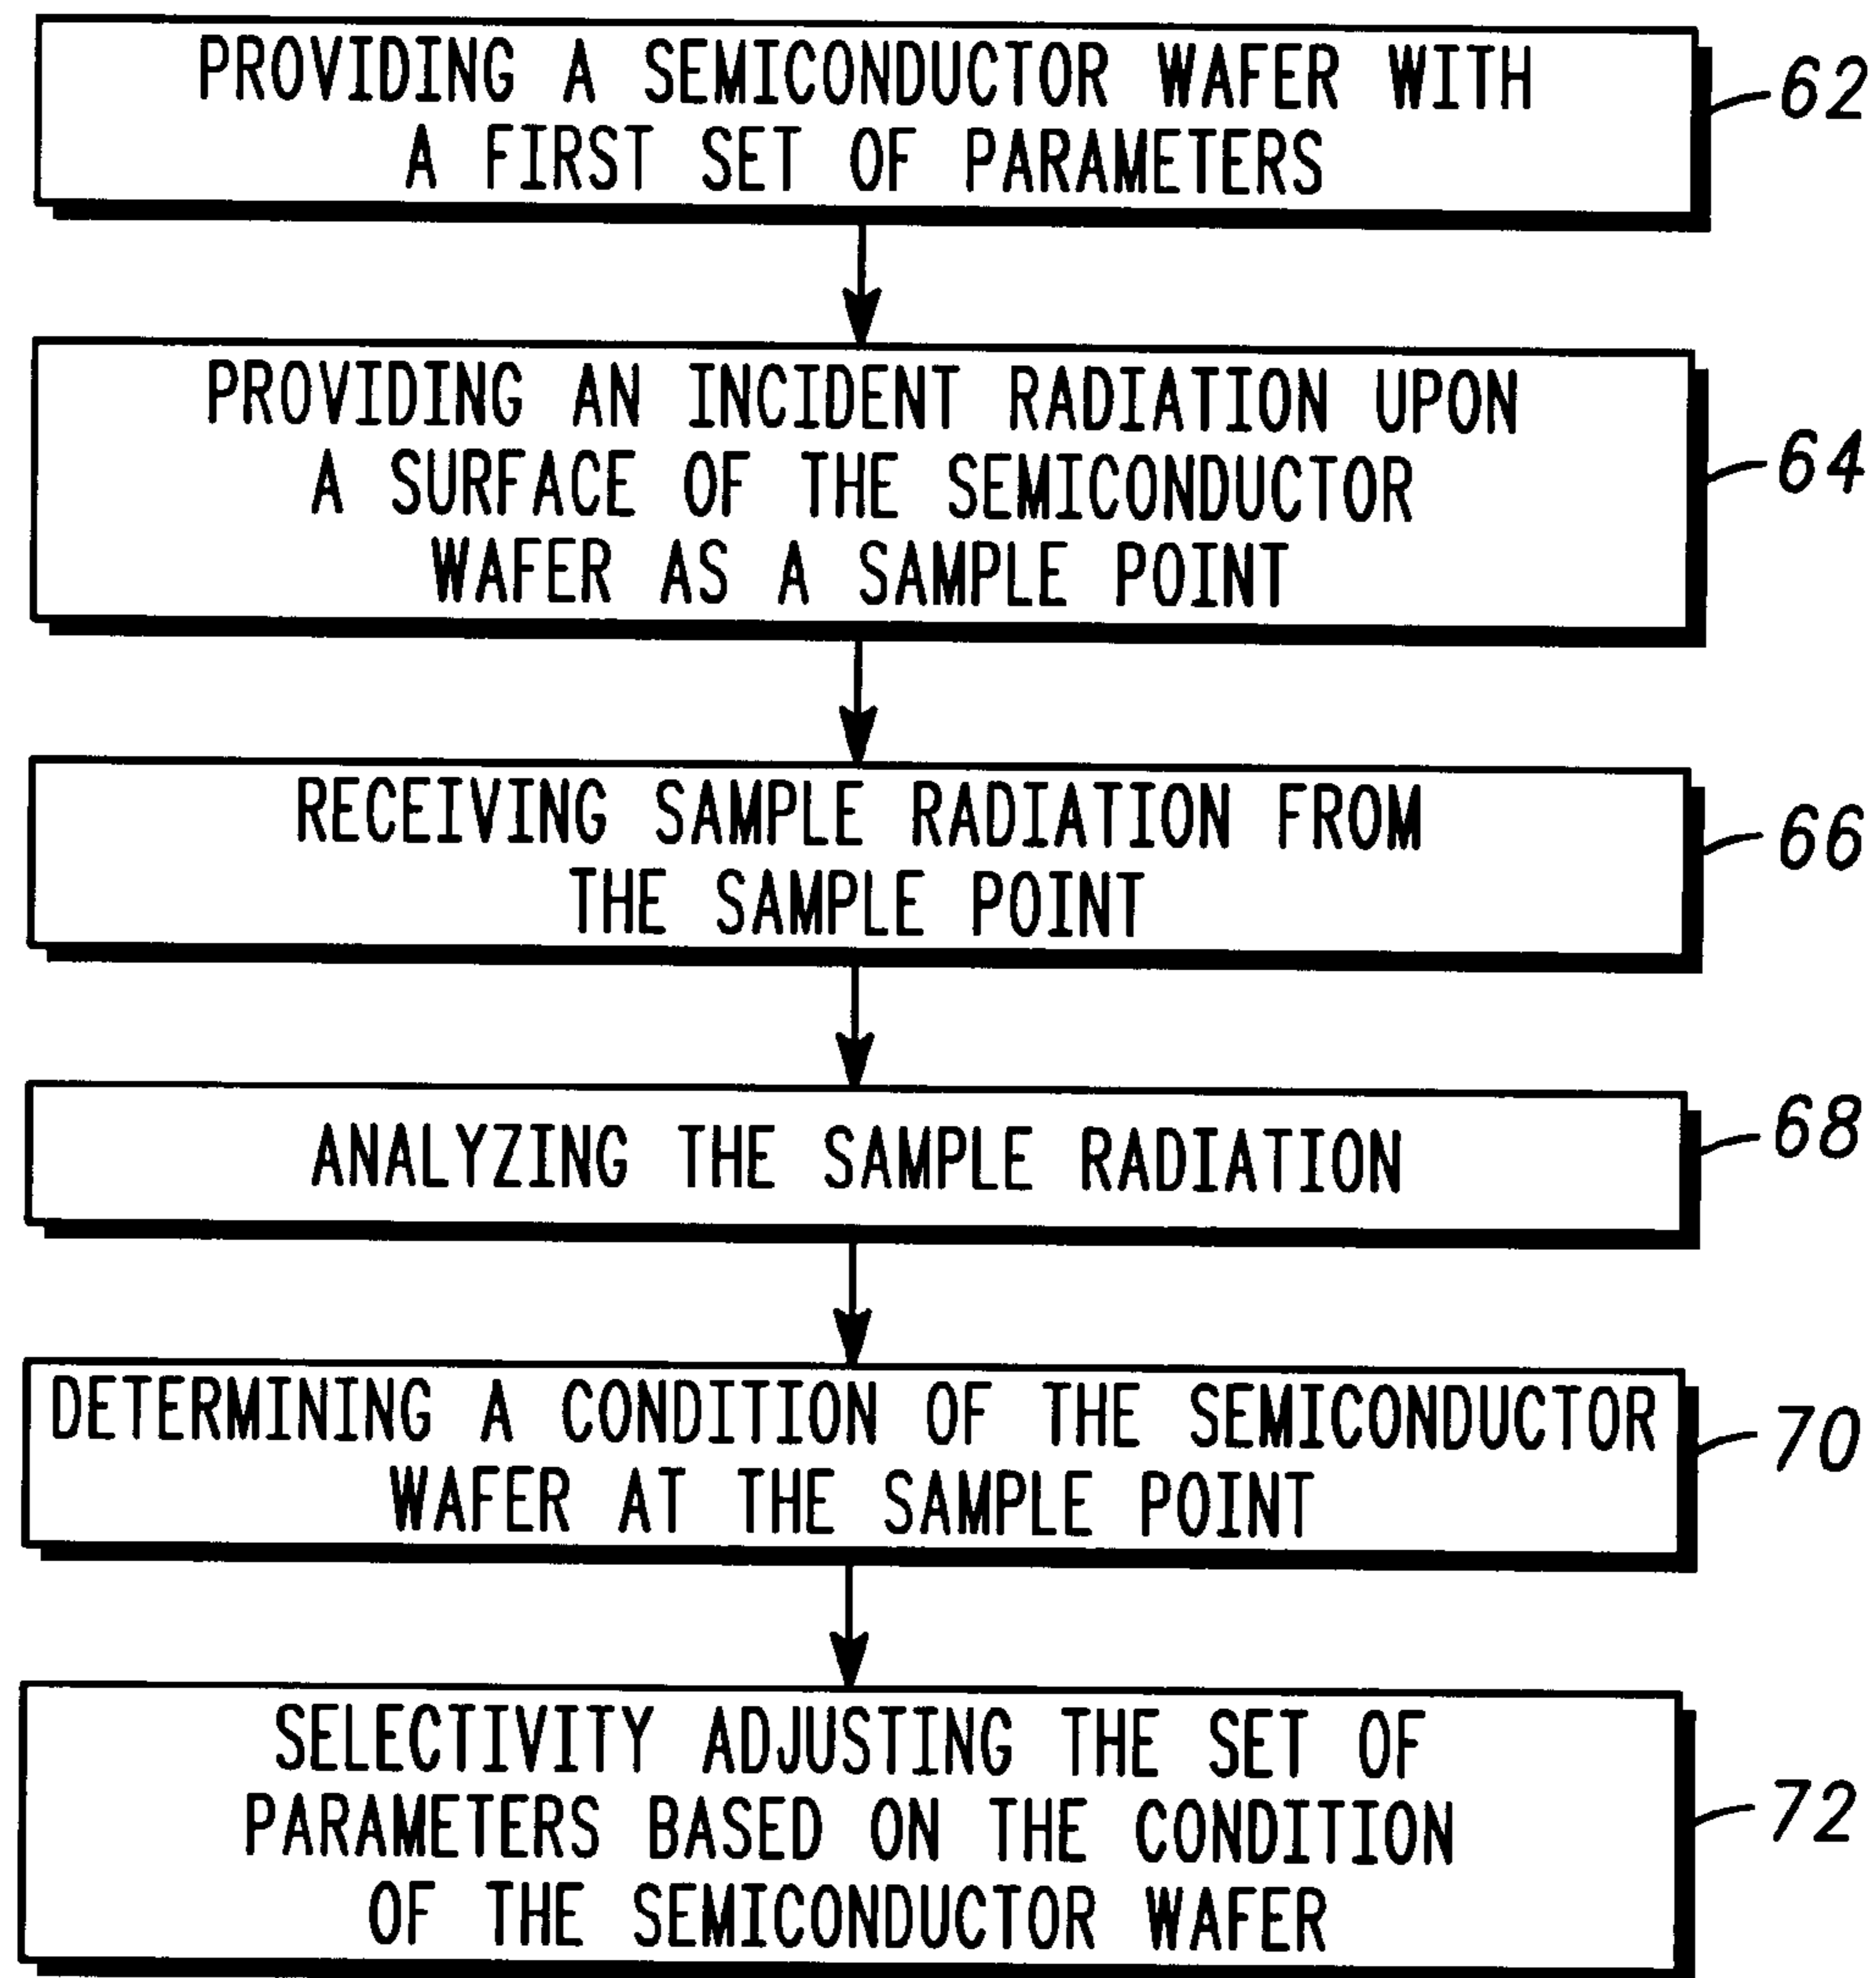 PROVIDING A SEMICONDUCTOR WAFER WITH
A FIRST SET OF PARAMETERS
62
PROVIDING AN INCIDENT RADIATION UPON
A SURFACE OF THE SEMICONDUCTOR
WAFER AS A SAMPLE POINT
64
RECEIVING SAMPLE RADIATION FROM
THE SAMPLE POINT
66
ANALYZING THE SAMPLE RADIATION
68
DETERMINING A CONDITION OF THE SEMICONDUCTOR
WAFER AT THE SAMPLE POINT
70
SELECTIVITY ADJUSTING THE SET OF
PARAMETERS BASED ON THE CONDITION
OF THE SEMICONDUCTOR WAFER
72